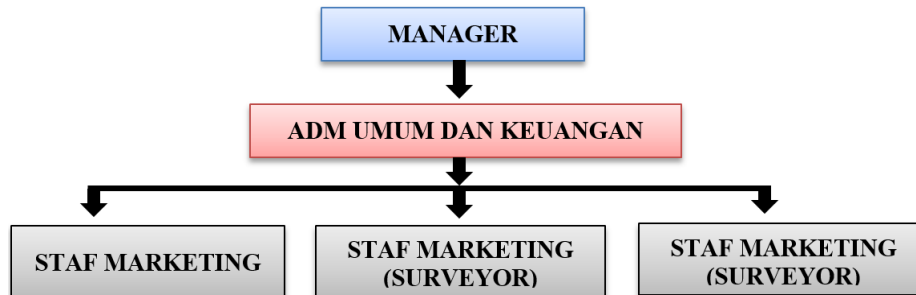 MANAGER
ADM UMUM DAN KEUANGAN
STAF MARKETING
STAF MARKETING
(SURVEYOR)
STAF MARKETING
(SURVEYOR)